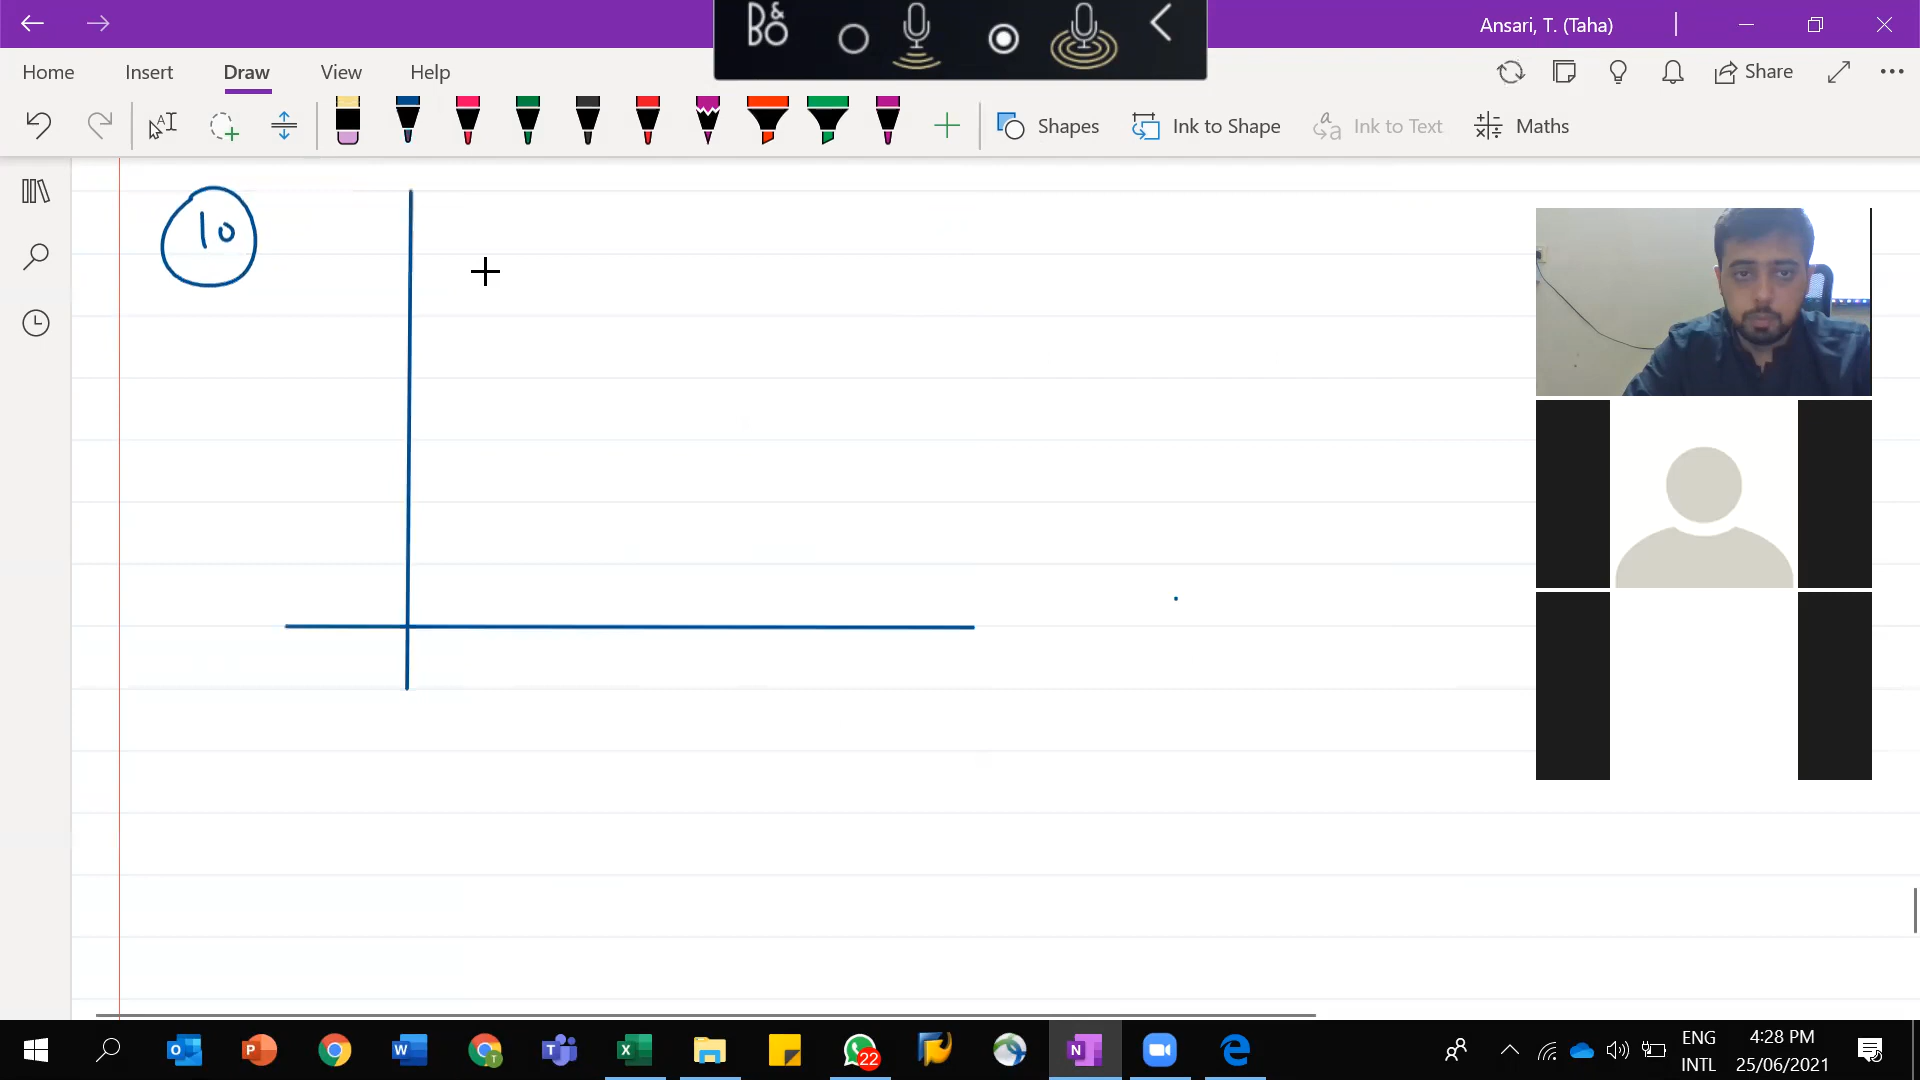 B&O
Ansari, T. (Taha)
Home Insert Draw View Help
Share
Shapes Ink to Shape Ink to Text Maths
10
22
ENG
INTL
4:28 PM
25/06/2021